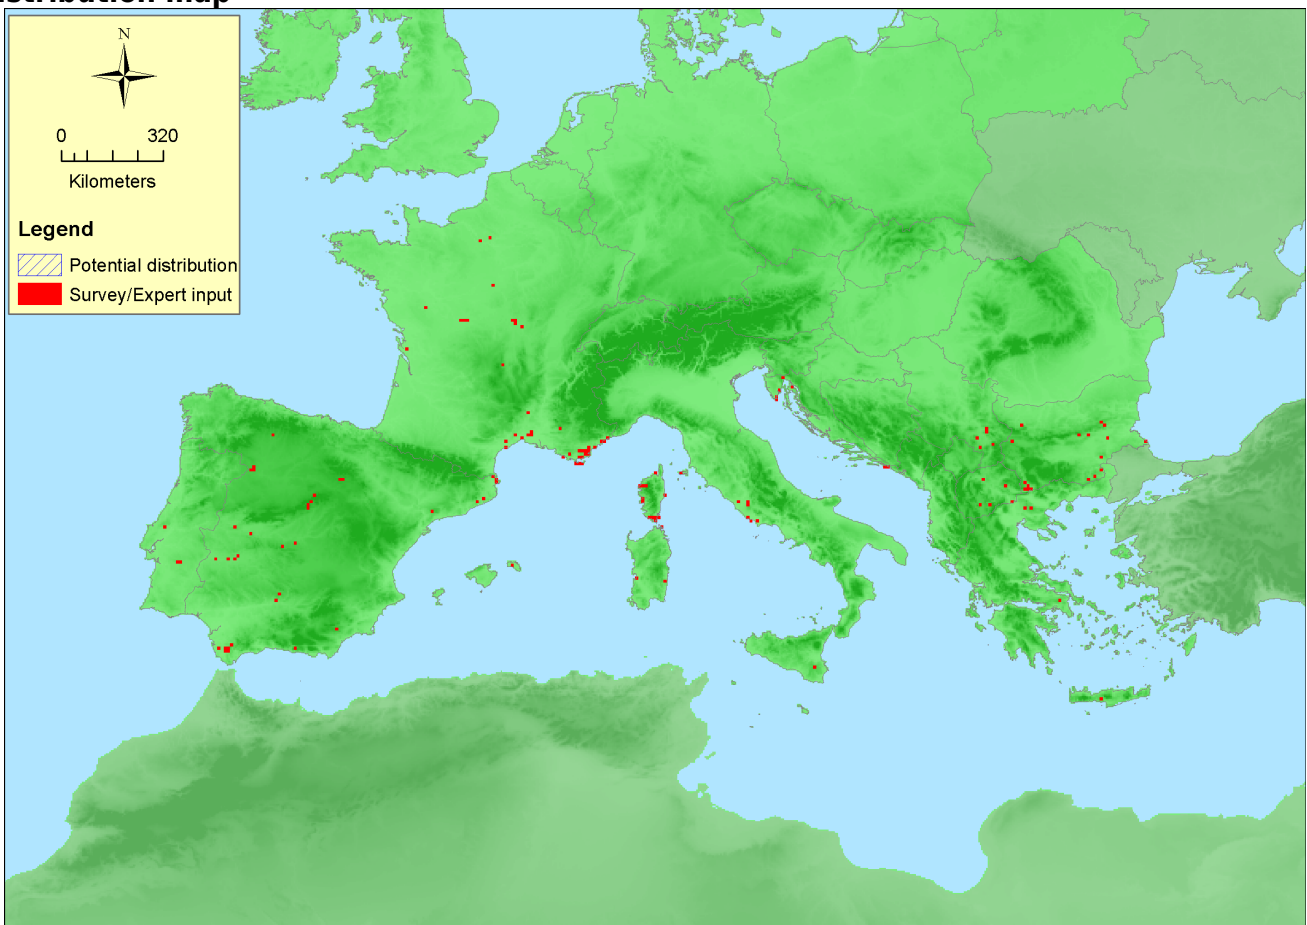 N
0 320
Kilometers
Legend
Potential distribution
Survey/Expert input